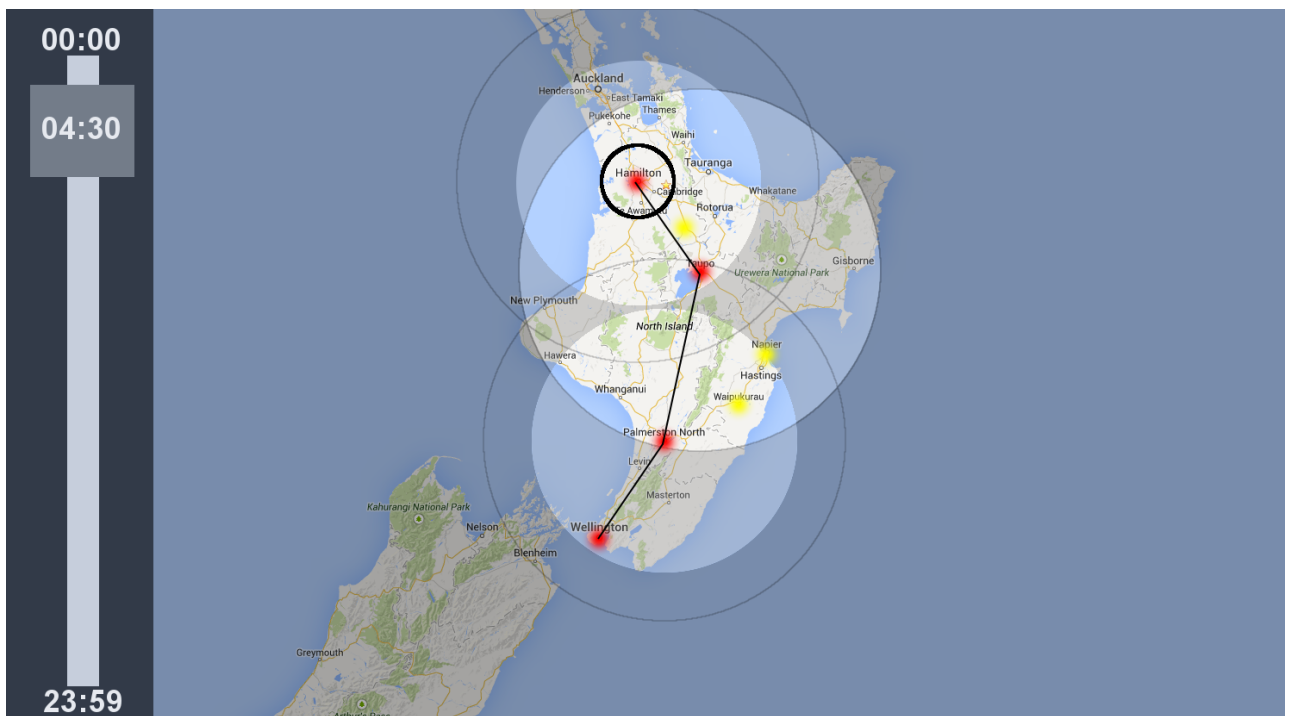 00:00
04:30
23:59
Auckland
Henderson
East Tamaki
Pukekohe
Thames
Waihi
Hamilton
Tauranga
Cambridge
Te Awamutu
Rotorua
Whakatane
Taupo
Urewera National Park
Gisborne
New Plymouth
North Island
Napier
Hawera
Hastings
Whanganui
Waipukurau
Palmerston North
Levin
Masterton
Kahurangi National Park
Nelson
Wellington
Blenheim
Greymouth
Arthur's Pass